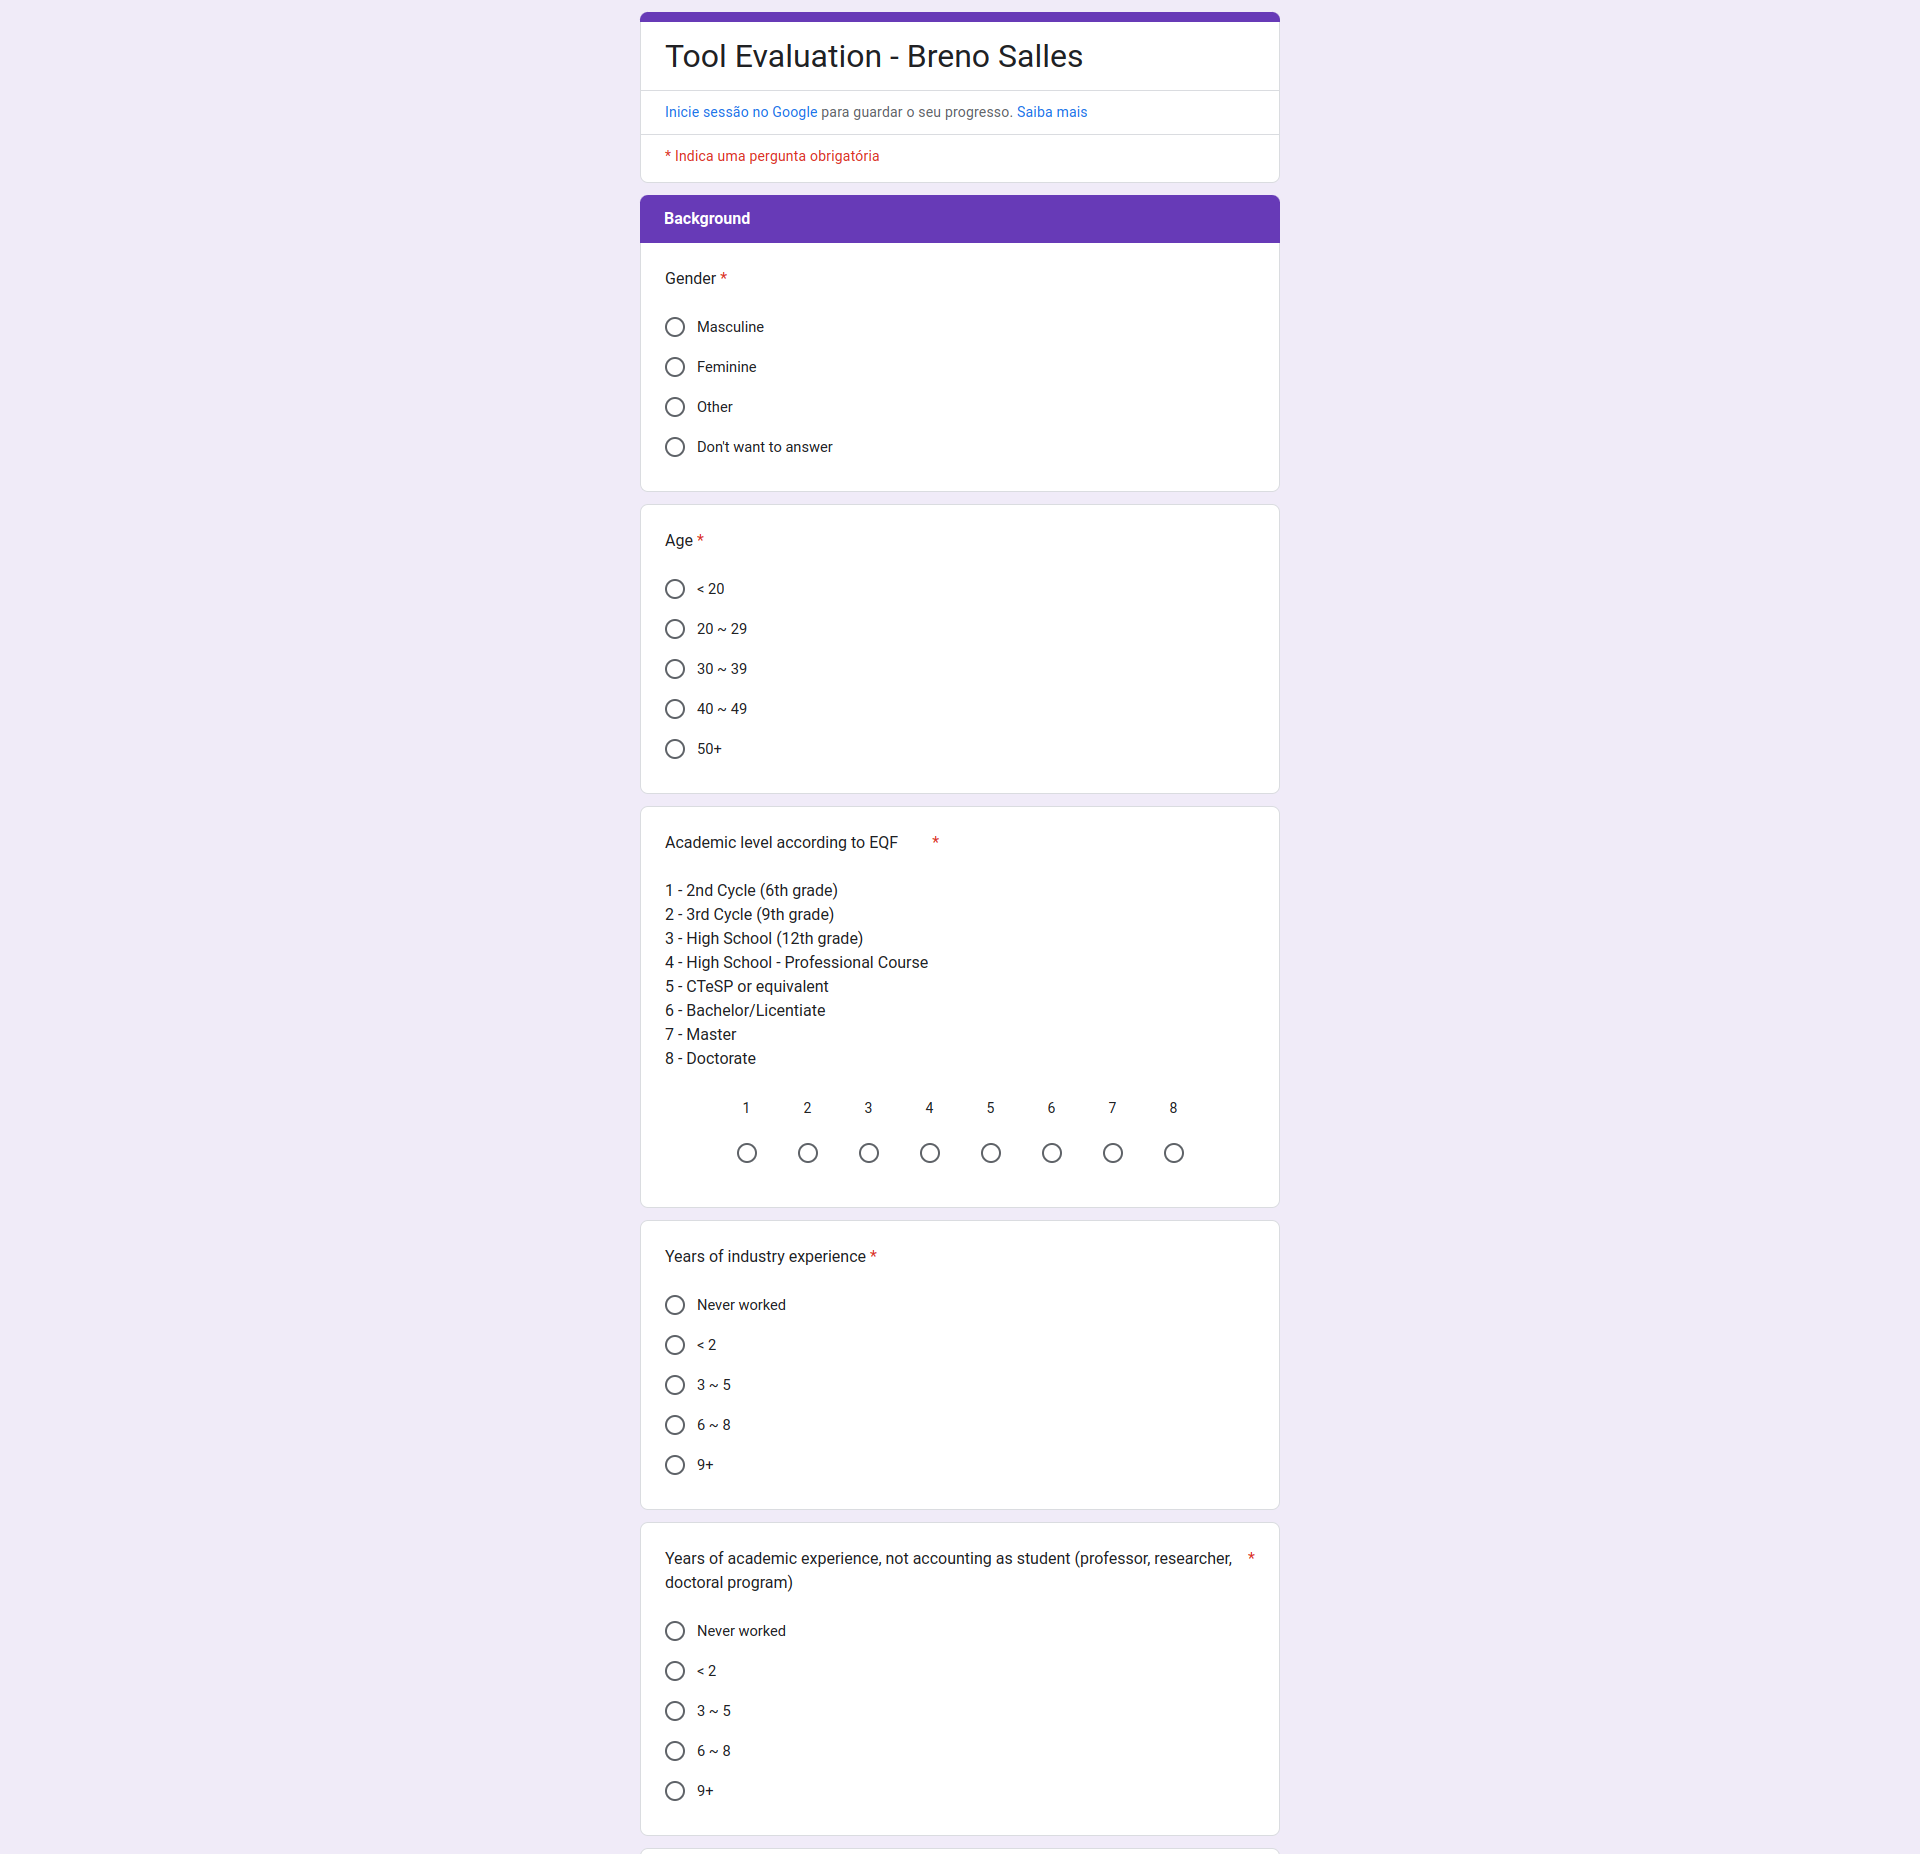 Tool Evaluation - Breno Salles
Inicie sessão no Google para guardar o seu progresso. Saiba mais
* Indica uma pergunta obrigatória
Background
Gender *
Masculine
Feminine
Other
Don't want to answer
Age *
< 20
20 ~ 29
30 ~ 39
40 ~ 49
50+
Academic level according to EQF *
1 - 2nd Cycle (6th grade)
2 - 3rd Cycle (9th grade)
3 - High School (12th grade)
4 - High School - Professional Course
5 - CTeSP or equivalent
6 - Bachelor/Licentiate
7 - Master
8 - Doctorate
1 2 3 4 5 6 7 8
Years of industry experience *
Never worked
< 2
3 ~ 5
6 ~ 8
9+
Years of academic experience, not accounting as student (professor, researcher, *
doctoral program)
Never worked
< 2
3 ~ 5
6 ~ 8
9+